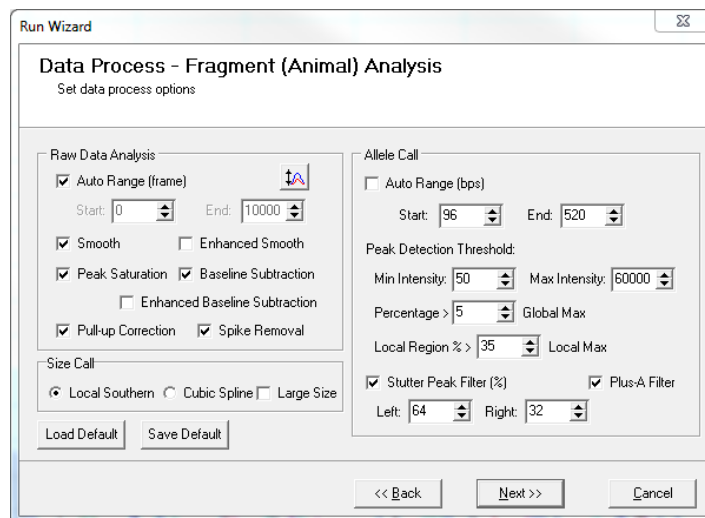 Run Wizard
Data Process - Fragment (Animal) Analysis
Set data process options
Raw Data Analysis
Auto Range (frame)
Start: 0 End: 10000
Smooth Enhanced Smooth
Peak Saturation Baseline Subtraction
Enhanced Baseline Subtraction
Pull-up Correction Spike Removal
Size Call
Local Southern Cubic Spline Large Size
Load Default Save Default
Allele Call
Auto Range (bps)
Start: 96 End: 520
Peak Detection Threshold:
Min Intensity: 50 Max Intensity: 60000
Percentage > 5 Global Max
Local Region % > 35 Local Max
Stutter Peak Filter (%) Plus-A Filter
Left: 64 Right: 32
<< Back Next >> Cancel